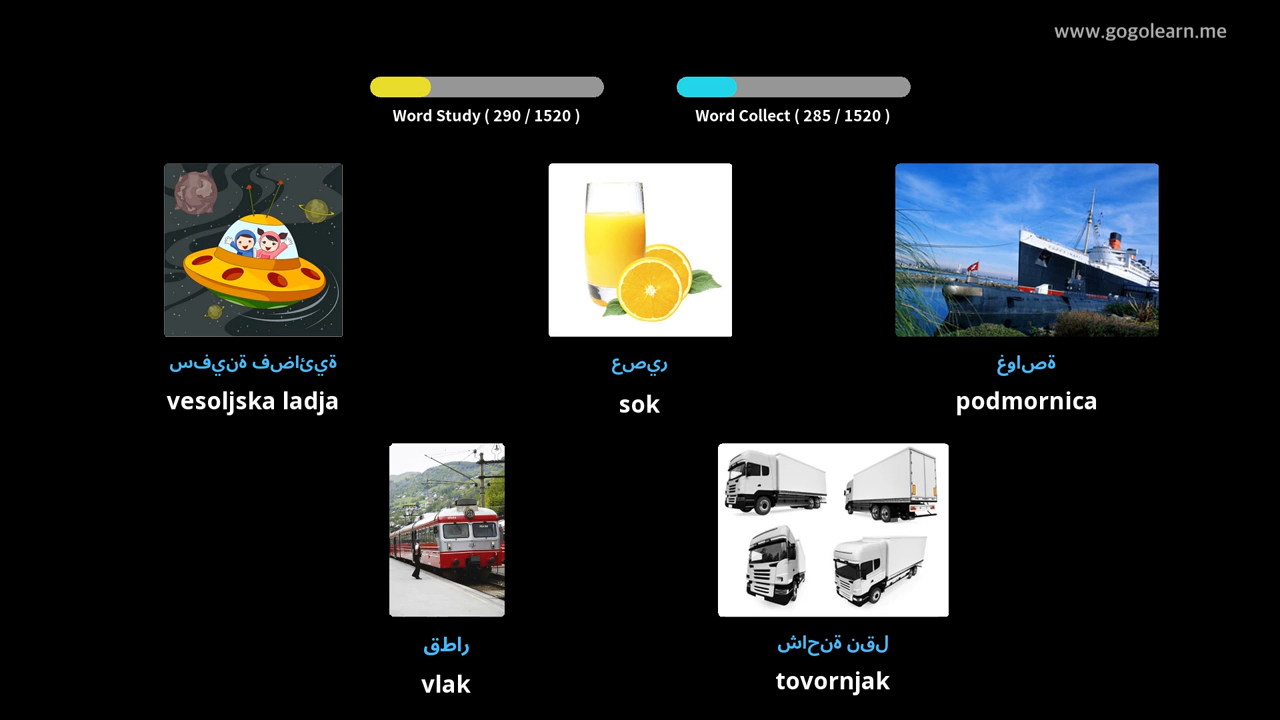 www.gogolearn.me
Word Study ( 290 / 1520 )
Word Collect ( 285 / 1520 )
سفينة فضائية
عصير
غواصة
vesoljska ladja
sok
podmornica
قطار
شاحنة نقل
vlak
tovornjak